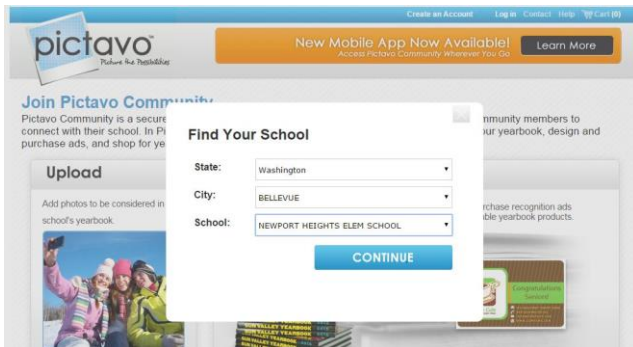 Create an Account Log in Contact Help Cart (0)
pictavo
Picture the Possibilities
New Mobile App Now Available!
Access Pictavo Community Wherever You Go
Learn More
Join Pictavo Community
Pictavo Community is a secure mmunity members to
connect with their school. In Pi ur yearbook, design and
purchase ads, and shop for ye
Find Your School
State: Washington
City: BELLEVUE
School: NEWPORT HEIGHTS ELEM SCHOOL
CONTINUE
Upload
Add photos to be considered in rchase recognition ads
school's yearbook. ble yearbook products.
Congratulations
Seniors!
VALLEY YEARBOOK